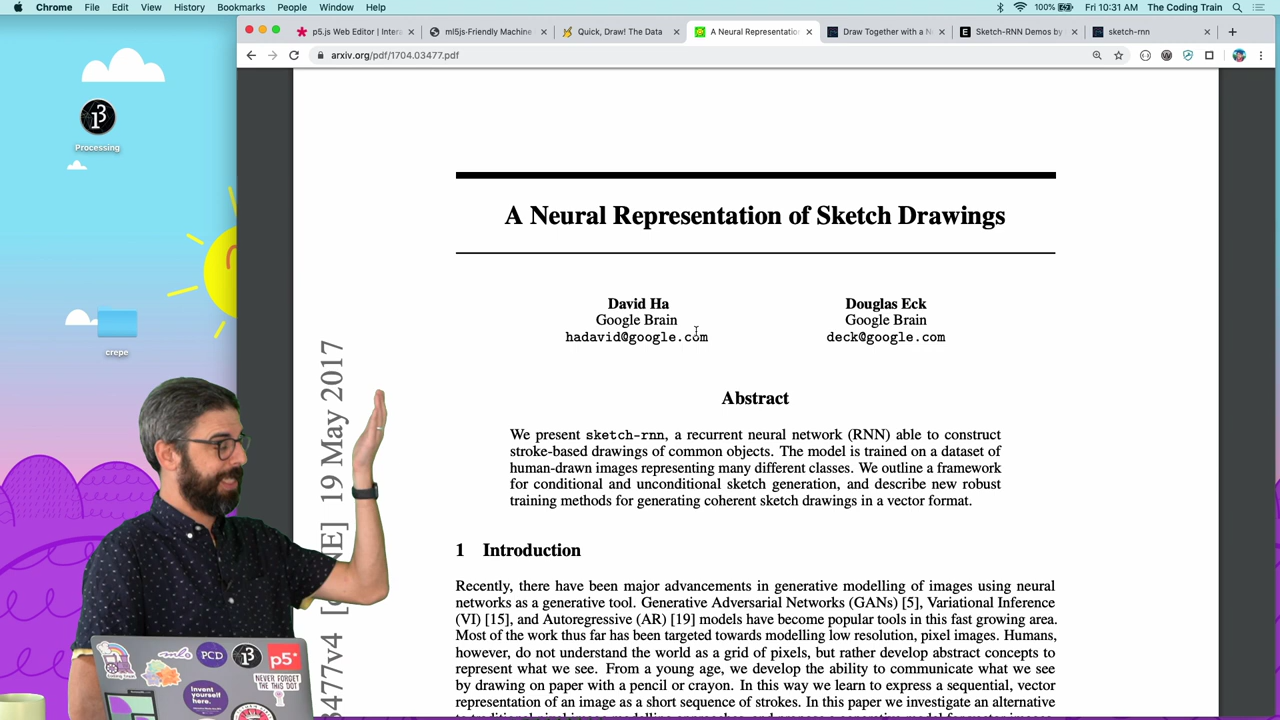 Chrome File Edit View History Bookmarks People Window Help 100% Fri 10:31 AM The Coding Train
p5.js Web Editor | Intera
ml5js·Friendly Machine
Quick, Draw! The Data
A Neural Representation
Draw Together with a N
Sketch-RNN Demos by
sketch-rnn
arxiv.org/pdf/1704.03477.pdf
Processing
crepe
A Neural Representation of Sketch Drawings
David Ha
Google Brain
hadavid@google.com
Douglas Eck
Google Brain
deck@google.com
3477v4 [cs.NE] 19 May 2017
Abstract
We present sketch-rnn, a recurrent neural network (RNN) able to construct
stroke-based drawings of common objects. The model is trained on a dataset of
human-drawn images representing many different classes. We outline a framework
for conditional and unconditional sketch generation, and describe new robust
training methods for generating coherent sketch drawings in a vector format.
1 Introduction
Recently, there have been major advancements in generative modelling of images using neural
networks as a generative tool. Generative Adversarial Networks (GANs) [5], Variational Inference
(VI) [15], and Autoregressive (AR) [19] models have become popular tools in this fast growing area.
Most of the work thus far has been targeted towards modelling low resolution, pixel images. Humans,
however, do not understand the world as a grid of pixels, but rather develop abstract concepts to
represent what we see. From a young age, we develop the ability to communicate what we see
by drawing on paper with a pencil or crayon. In this way we learn to express a sequential, vector
representation of an image as a short sequence of strokes. In this paper we investigate an alternative
PCD
p5*
NEVER FORGET
THE THIS DOT
Invent
yourself
here.